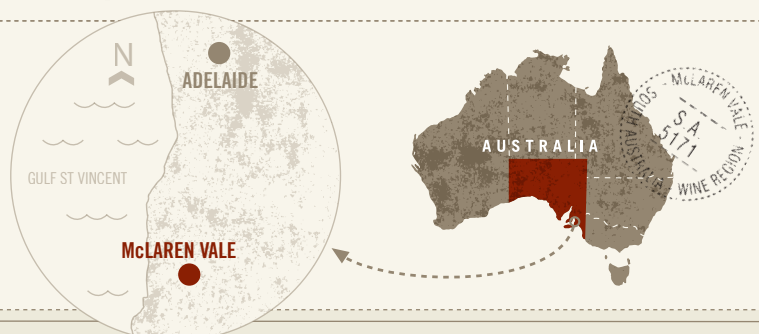 N
ADELAIDE
GULF ST VINCENT
McLAREN VALE
AUSTRALIA
McLAREN VALE - WINE REGION
AUSTRALIA
S A
5171